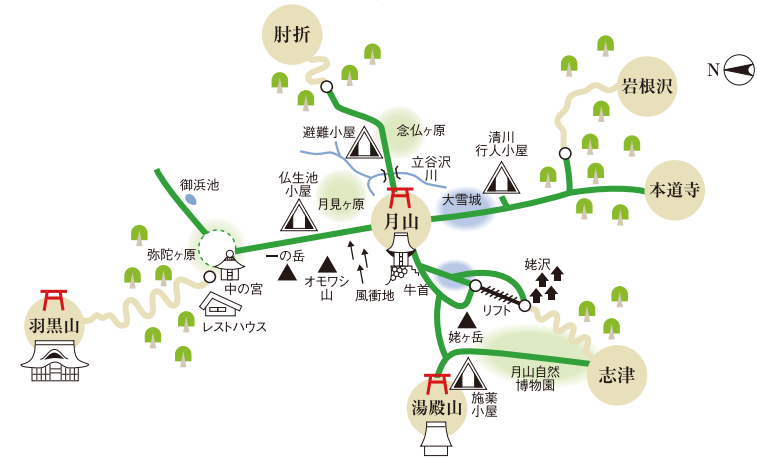 肘折
岩根沢
N
避難小屋
念仏ヶ原
清川
行人小屋
立谷沢
川
御浜池
仏生池
小屋
月見ヶ原
大雪城
本道寺
月山
弥陀ヶ原
一の岳
オモワシ
山
風衝地
牛首
姥沢
中の宮
リフト
レストハウス
羽黒山
姥ヶ岳
月山自然
博物園
志津
湯殿山
施薬
小屋